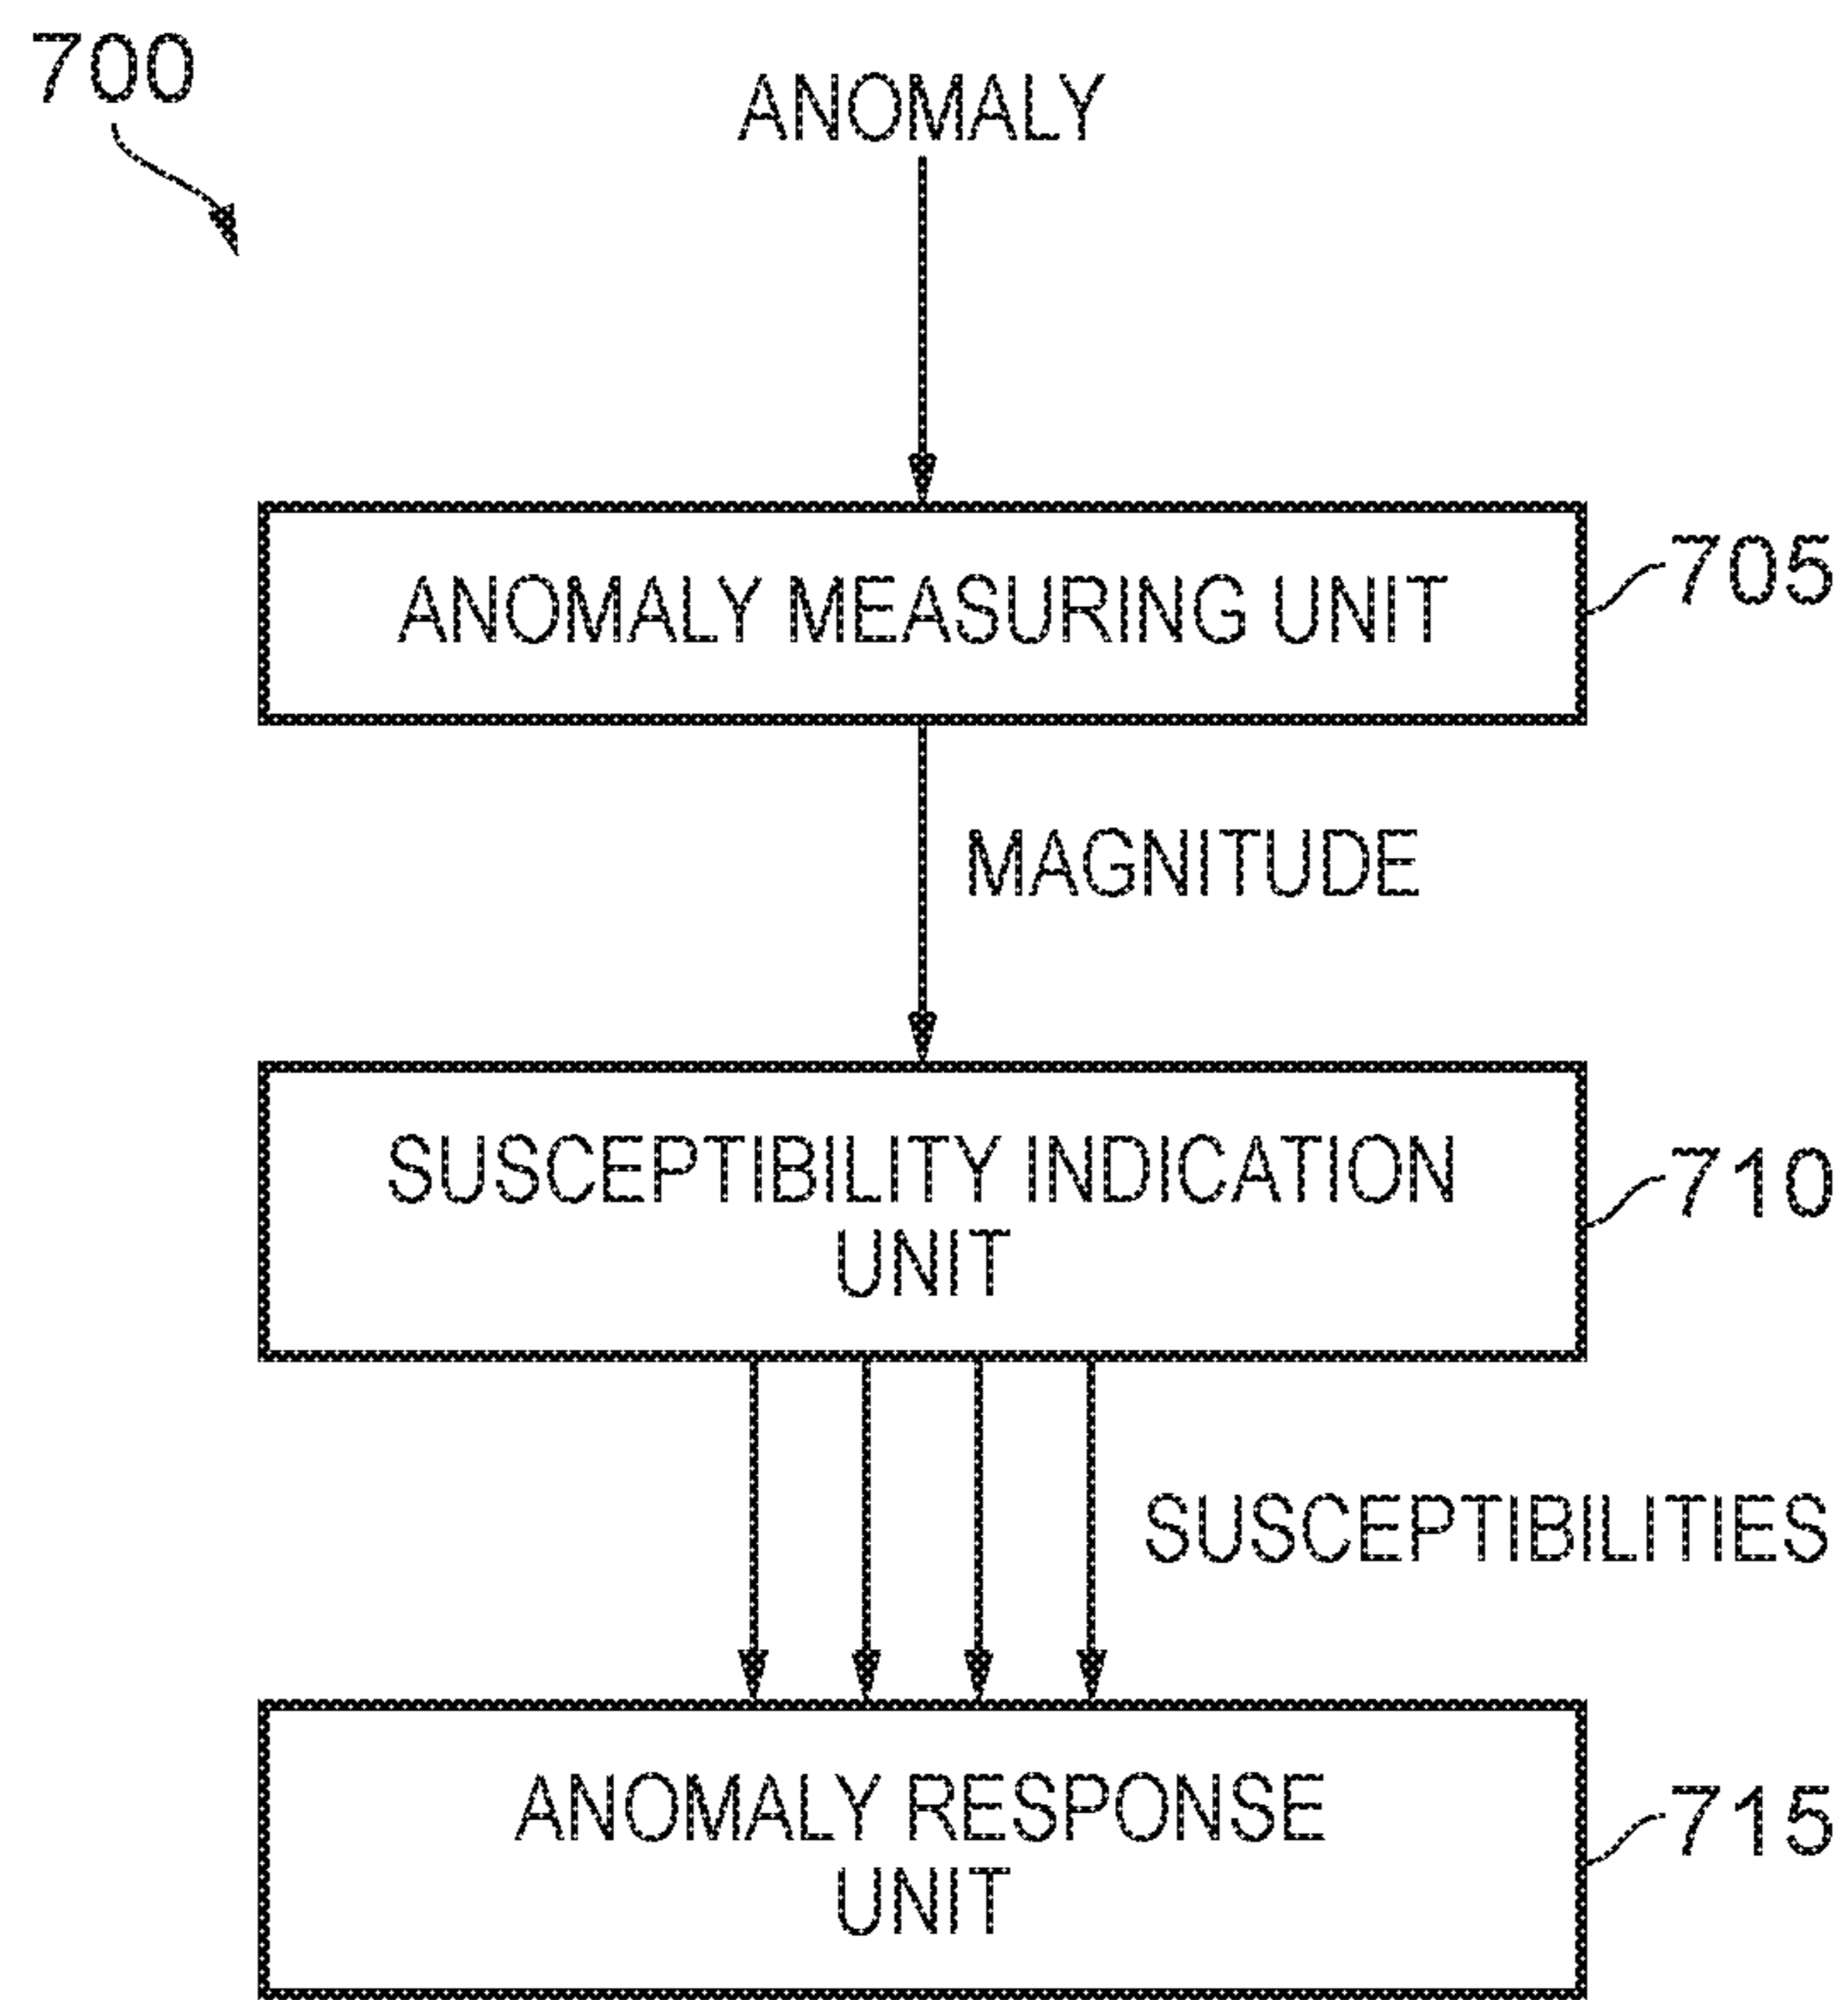 700
ANOMALY
ANOMALY MEASURING UNIT
705
MAGNITUDE
SUSCEPTIBILITY INDICATION
UNIT
710
SUSCEPTIBILITIES
ANOMALY RESPONSE
UNIT
715